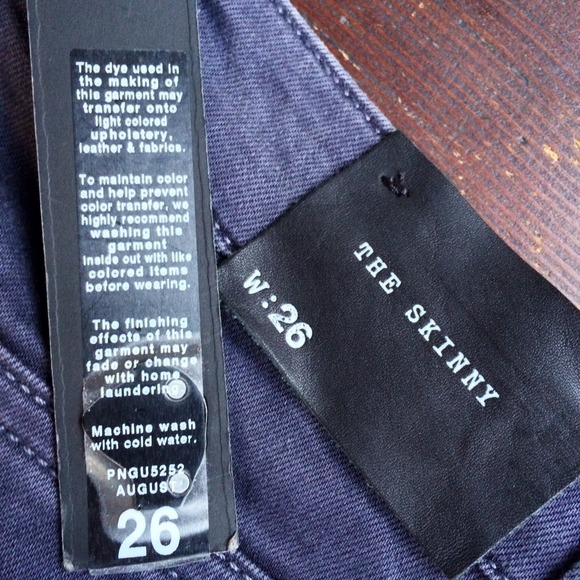 The dye used in
the making of
this garment may
transfer onto
light colored
upholstery,
leather & fabrics.
To maintain color
and help prevent
color transfer, we
highly recommend
washing this
garment
inside out with like
colored items
before wearing.
The finishing
effects of this
garment may
fade or change
with home
laundering
Machine wash
with cold water.
PNGU5252
AUGUST
26
THE SKINNY
W:26